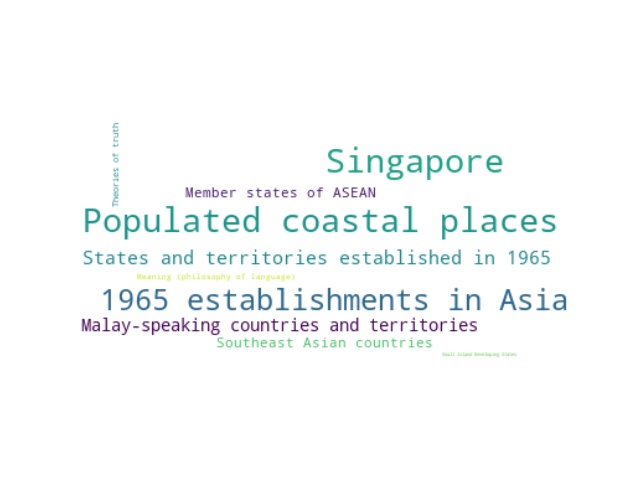 Theories of truth
Singapore
Member states of ASEAN
Populated coastal places
States and territories established in 1965
Meaning (philosophy of language)
1965 establishments in Asia
Malay-speaking countries and territories
Southeast Asian countries
Small Island Developing States